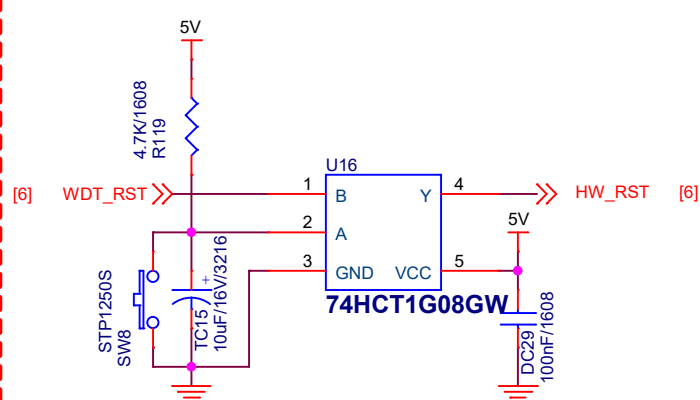 5V
4.7K/1608
R119
U16
[6] WDT_RST 1 B Y 4 HW_RST [6]
5V
2 A
3 GND VCC 5
74HCT1G08GW
STP1250S
SW8
+
TC15
10uF/16V/3216
DC29
100nF/1608